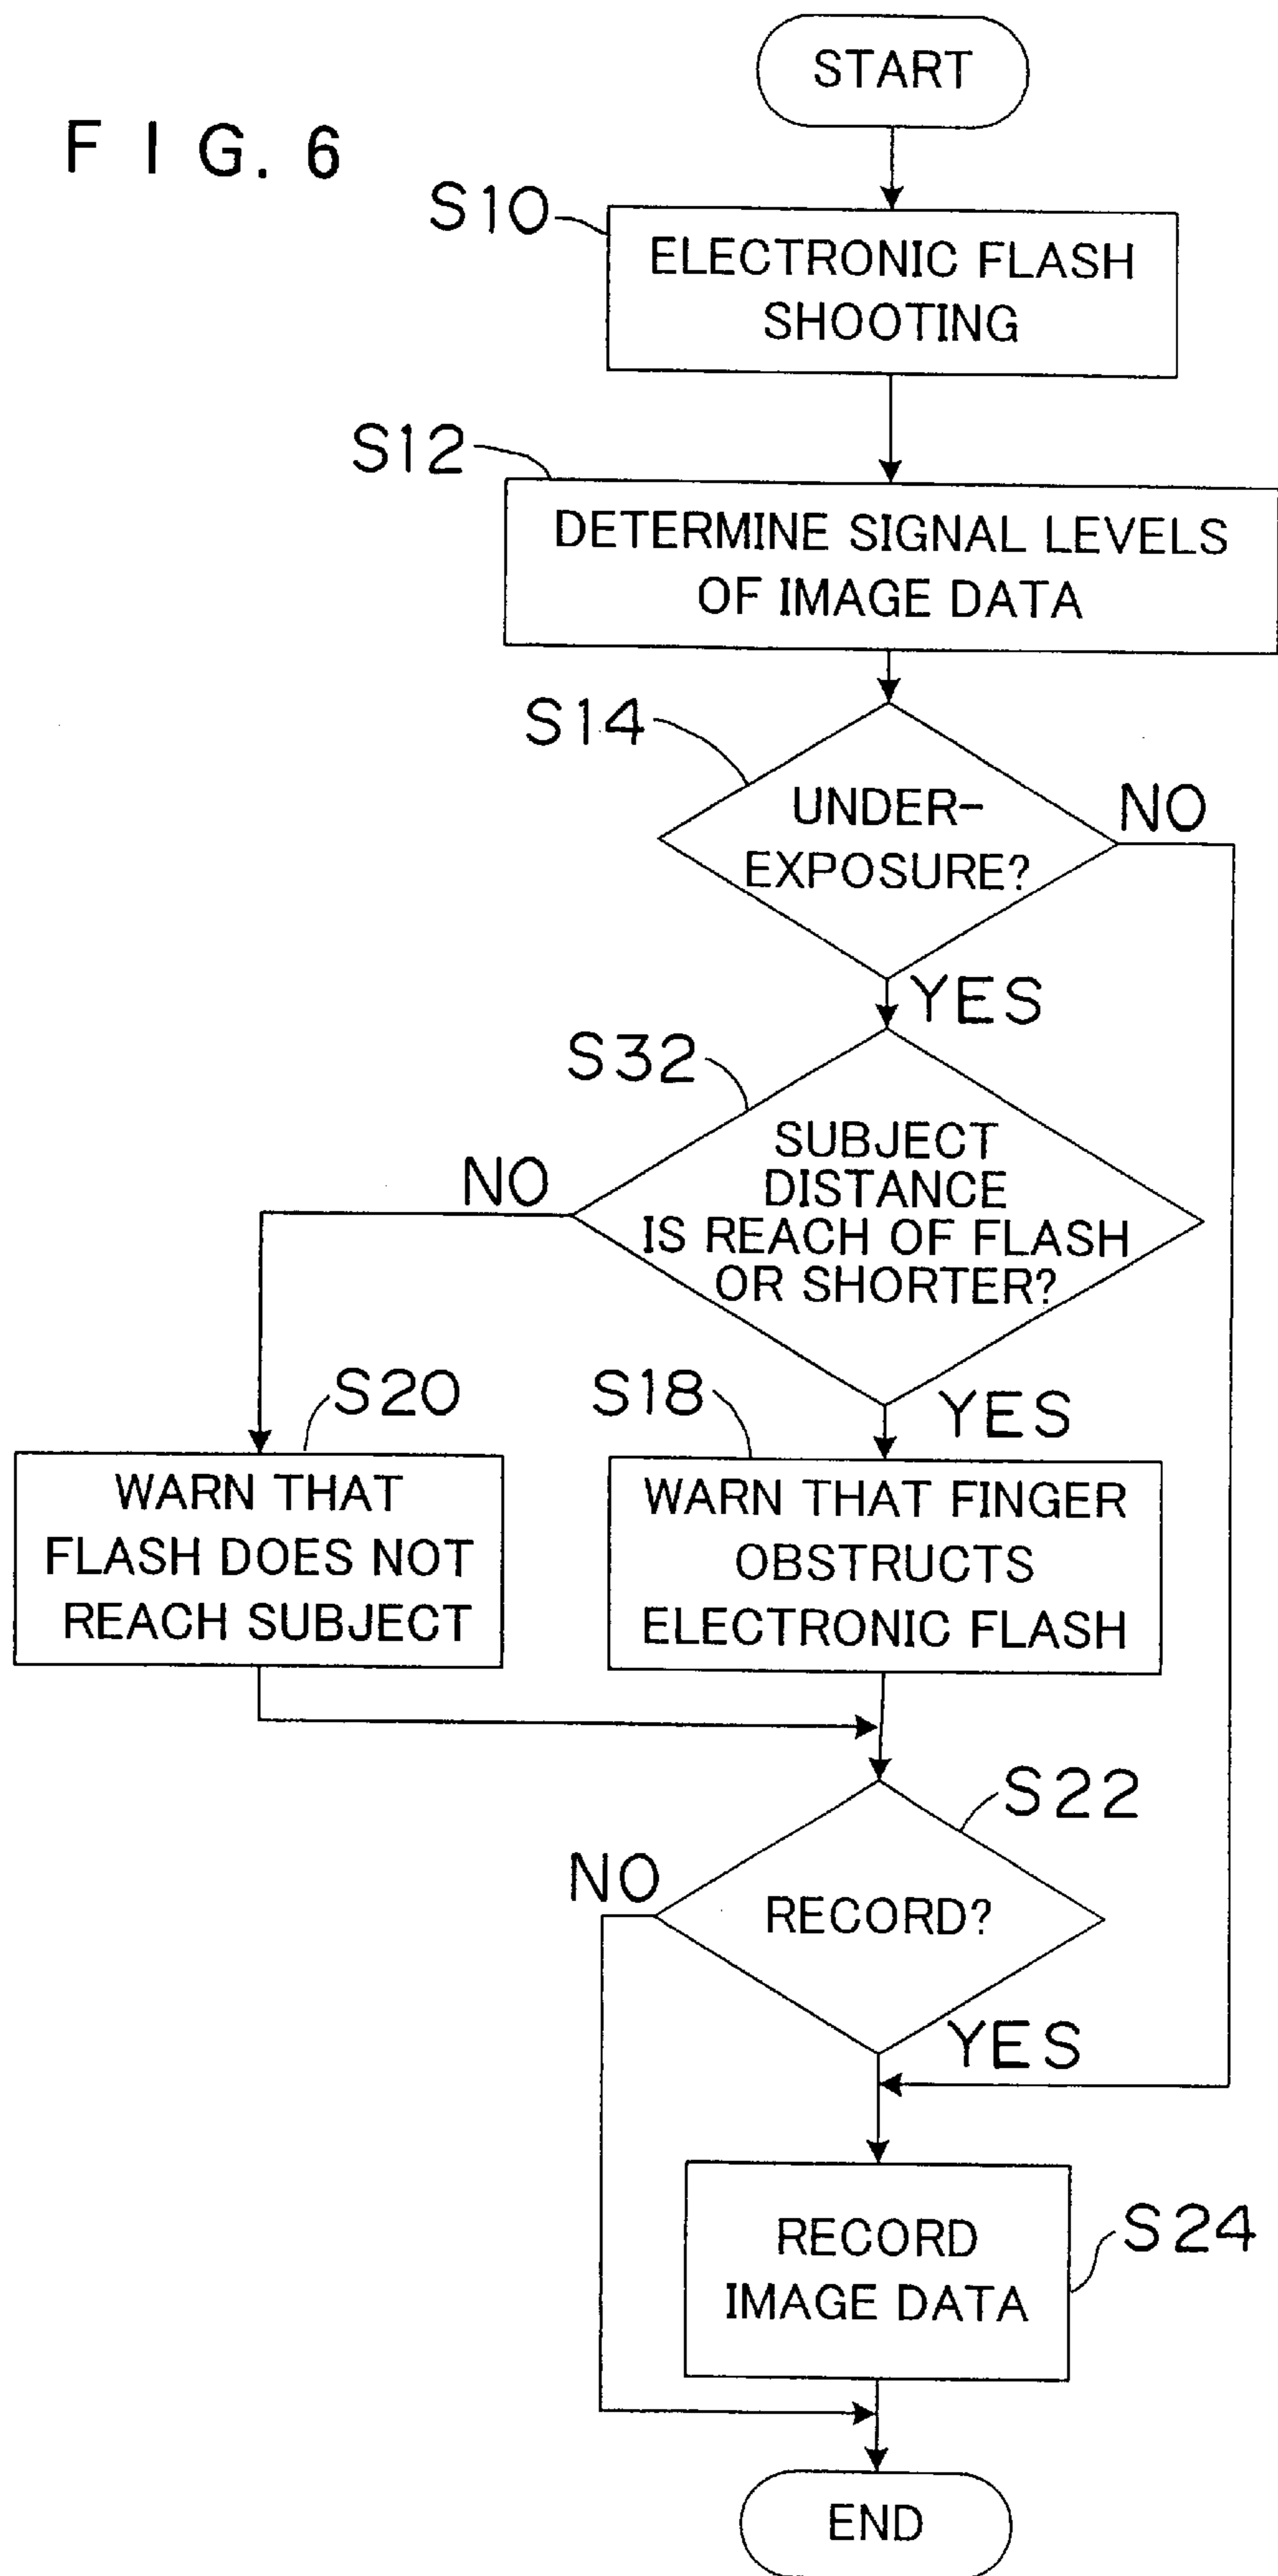 START
F I G. 6
S10
ELECTRONIC FLASH
SHOOTING
S12
DETERMINE SIGNAL LEVELS
OF IMAGE DATA
S14
UNDER-
EXPOSURE?
NO
YES
S32
SUBJECT
DISTANCE
IS REACH OF FLASH
OR SHORTER?
NO
YES
S20
WARN THAT
FLASH DOES NOT
REACH SUBJECT
S18
WARN THAT FINGER
OBSTRUCTS
ELECTRONIC FLASH
S22
NO
RECORD?
YES
RECORD
IMAGE DATA
S24
END